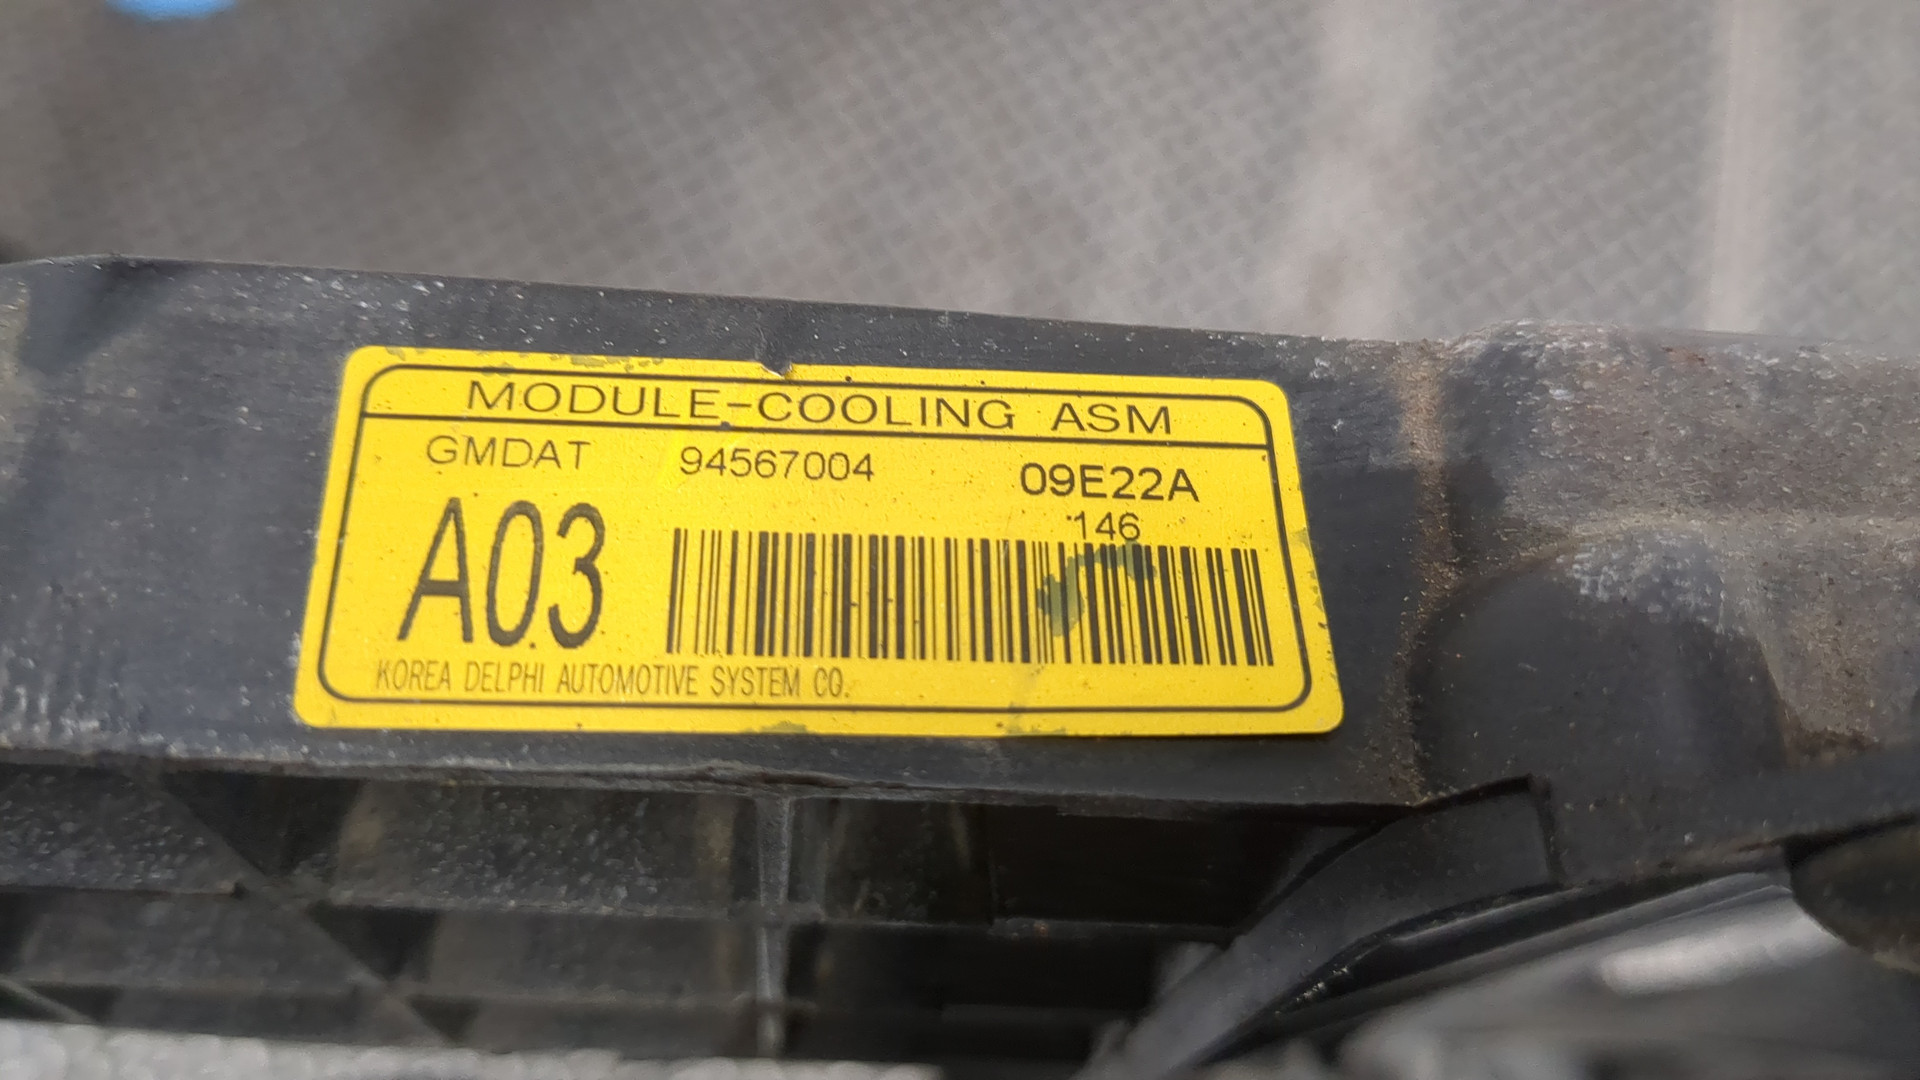 MODULE-COOLING ASM
GMDAT 94567004 09E22A
146
A03
KOREA DELPHI AUTOMOTIVE SYSTEM CO.